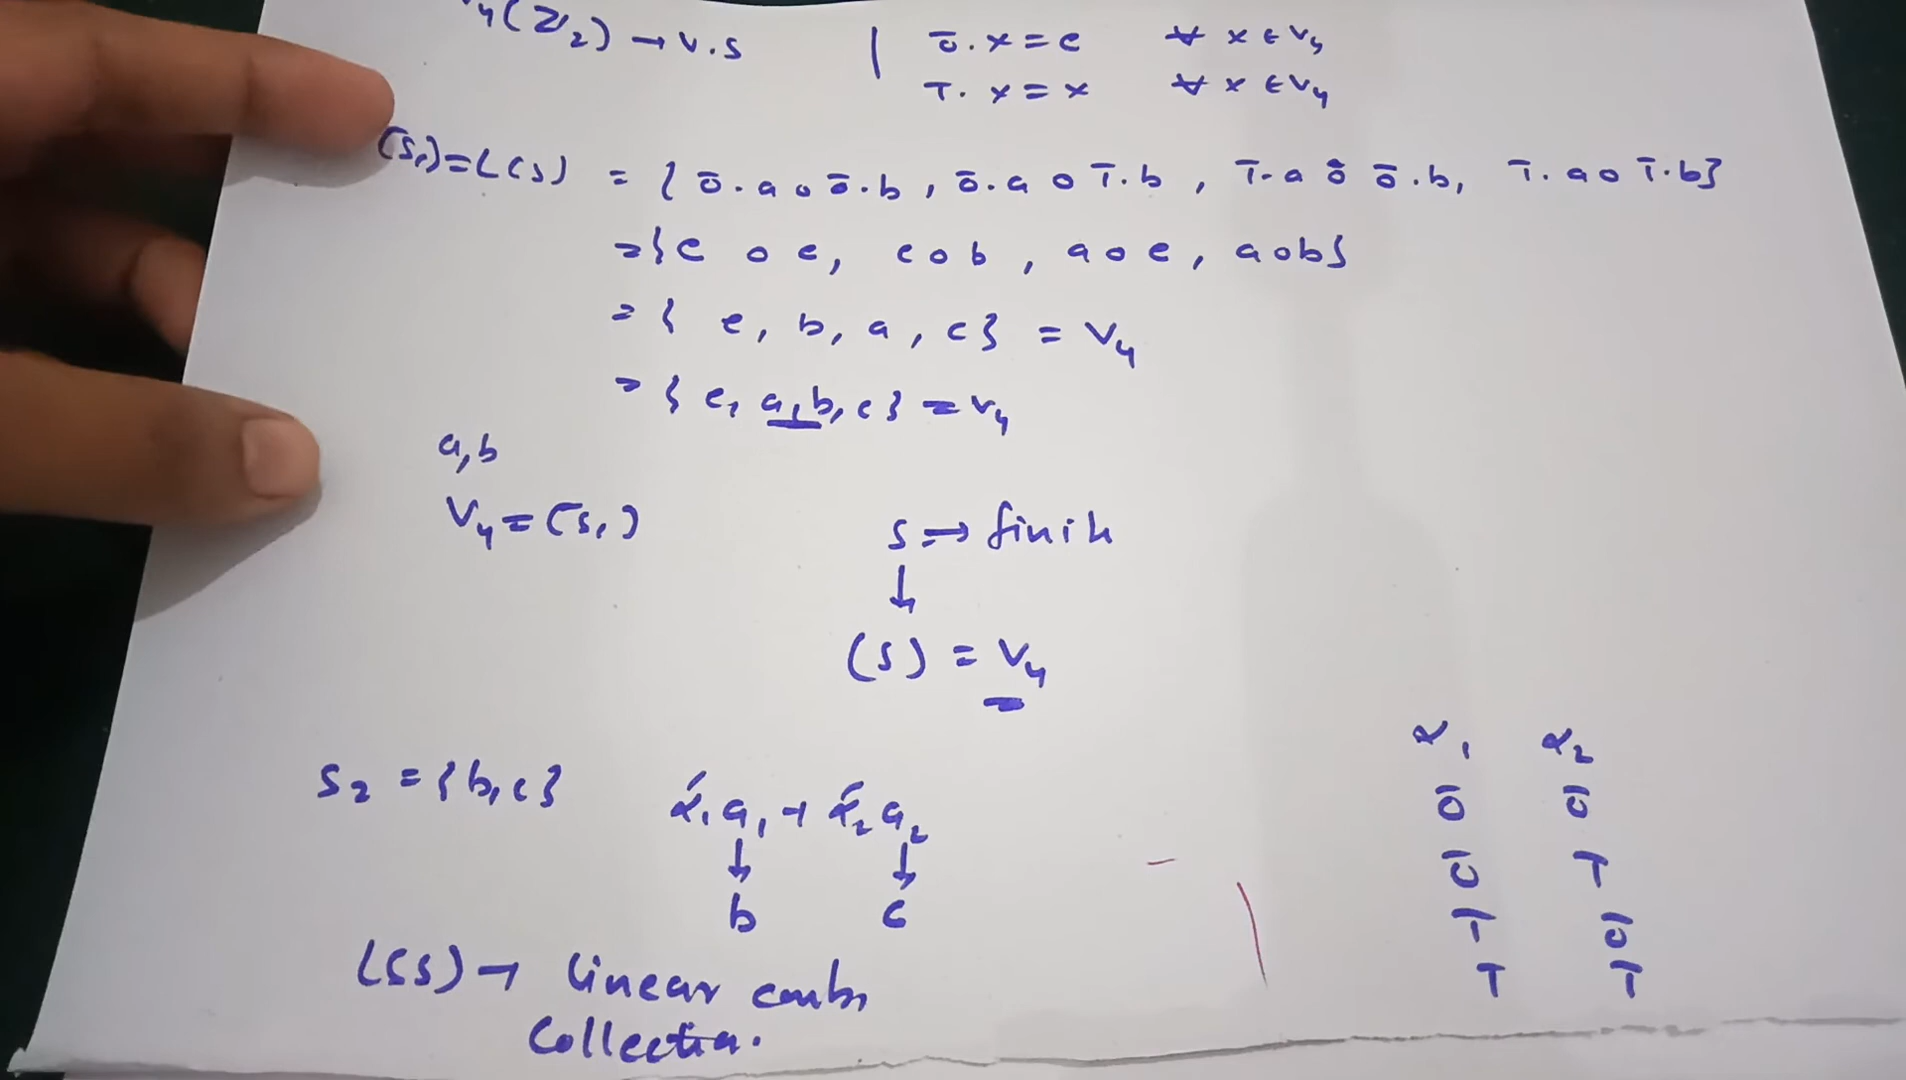 V₄(Z₂) → V.S | 0̄.x = e ∀ x ∈ V₄
1̄.x = x ∀ x ∈ V₄
(S₁) = L(S) = { 0̄.a o 0̄.b, 0̄.a o 1̄.b, 1̄.a o 0̄.b, 1̄.a o 1̄.b}
= {e o e, e o b, a o e, a o b}
= { e, b, a, c} = V₄
= { e, a, b, c} = V₄
a, b
V₄ = (S₁)
S → finite
↓
(S) = V₄
α₁ α₂
S₂ = {b, c} α₁a₁ + α₂a₂
0̄ 0̄
↓ ↓
0̄ 1̄
b c
1̄ 0̄
L(S) → linear comb
1̄ 1̄
Collection.